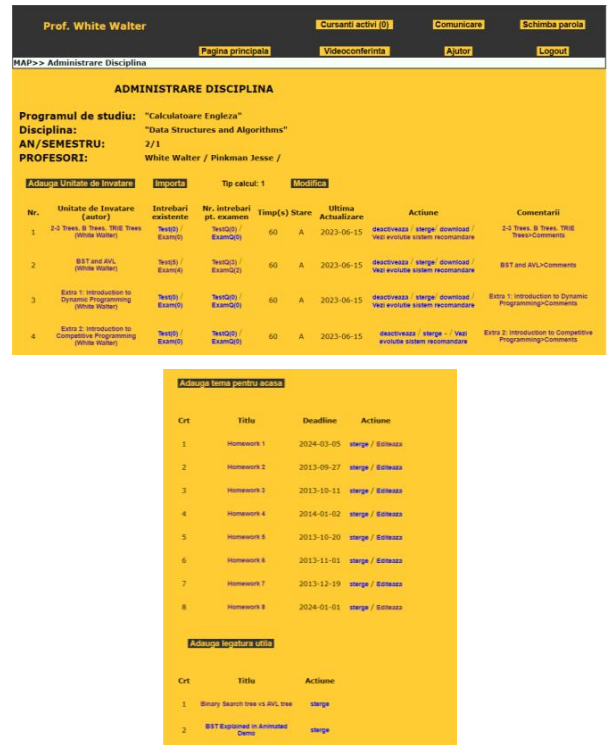 Prof. White Walter
Cursanti activi (0) Comunicare Schimba parola
Pagina principala Videoconferinta Ajutor Logout
MAP>> Administrare Disciplina
ADMINISTRARE DISCIPLINA
Programul de studiu: "Calculatoare Engleza"
Disciplina: "Data Structures and Algorithms"
AN/SEMESTRU: 2/1
PROFESORI: White Walter / Pinkman Jesse /
Adauga Unitate de Invatare Importa Tip calcul: 1 Modifica
Nr. Unitate de Invatare (autor) Intrebari existente Nr. intrebari pt. examen Timp(s) Stare Ultima Actualizare Actiune Comentarii
1 2-3 Trees. B Trees. TRIE Trees (White Walter) Test(0) / Exam(0) TestQ(0) / ExamQ(0) 60 A 2023-06-15 deactiveaza / sterge/ download / Vezi evolutie sistem recomandare 2-3 Trees. B Trees. TRIE Trees>Comments
2 BST and AVL (White Walter) Test(5) / Exam(4) TestQ(3) / ExamQ(2) 60 A 2023-06-15 deactiveaza / sterge/ download / Vezi evolutie sistem recomandare BST and AVL>Comments
3 Extra 1: Introduction to Dynamic Programming (White Walter) Test(0) / Exam(0) TestQ(0) / ExamQ(0) 60 A 2023-06-15 deactiveaza / sterge/ download / Vezi evolutie sistem recomandare Extra 1: Introduction to Dynamic Programming>Comments
4 Extra 2: Introduction to Competitive Programming (White Walter) Test(0) / Exam(0) TestQ(0) / ExamQ(0) 60 A 2023-06-15 deactiveaza / sterge - / Vezi evolutie sistem recomandare Extra 2: Introduction to Competitive Programming>Comments
Adauga tema pentru acasa
Crt Titlu Deadline Actiune
1 Homework 1 2024-03-05 sterge / Editeaza
2 Homework 2 2013-09-27 sterge / Editeaza
3 Homework 3 2013-10-11 sterge / Editeaza
4 Homework 4 2014-01-02 sterge / Editeaza
5 Homework 5 2013-10-20 sterge / Editeaza
6 Homework 6 2013-11-01 sterge / Editeaza
7 Homework 7 2013-12-19 sterge / Editeaza
8 Homework 8 2024-01-01 sterge / Editeaza
Adauga legatura utila
Crt Titlu Actiune
1 Binary Search tree vs AVL tree sterge
2 BST Explained in Animated Demo sterge